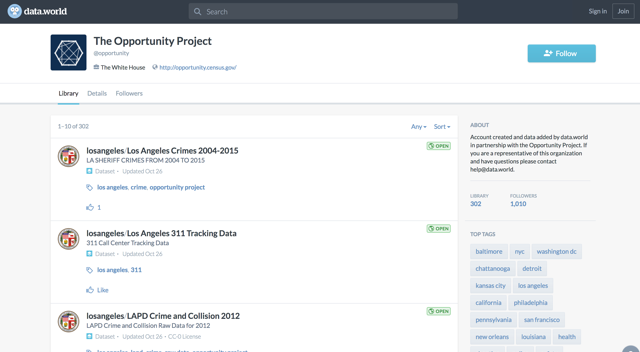 data.world
Search
Sign in
Join
The Opportunity Project
@opportunity
The White House
http://opportunity.census.gov/
Follow
Library
Details
Followers
1-10 of 302
Any
Sort
losangeles/Los Angeles Crimes 2004-2015
OPEN
LA SHERIFF CRIMES FROM 2004 TO 2015
Dataset • Updated Oct 26
los angeles, crime, opportunity project
1
losangeles/Los Angeles 311 Tracking Data
OPEN
311 Call Center Tracking Data
Dataset • Updated Oct 26
los angeles, 311
Like
losangeles/LAPD Crime and Collision 2012
OPEN
LAPD Crime and Collision Raw Data for 2012
Dataset • Updated Oct 26 • CC-0 License
ABOUT
Account created and data added by data.world
in partnership with the Opportunity Project. If
you are a representative of this organization
and have questions please contact
help@data.world.
LIBRARY
FOLLOWERS
302
1,010
TOP TAGS
baltimore
nyc
washington dc
chattanooga
detroit
kansas city
los angeles
california
philadelphia
pennsylvania
san francisco
new orleans
louisiana
health